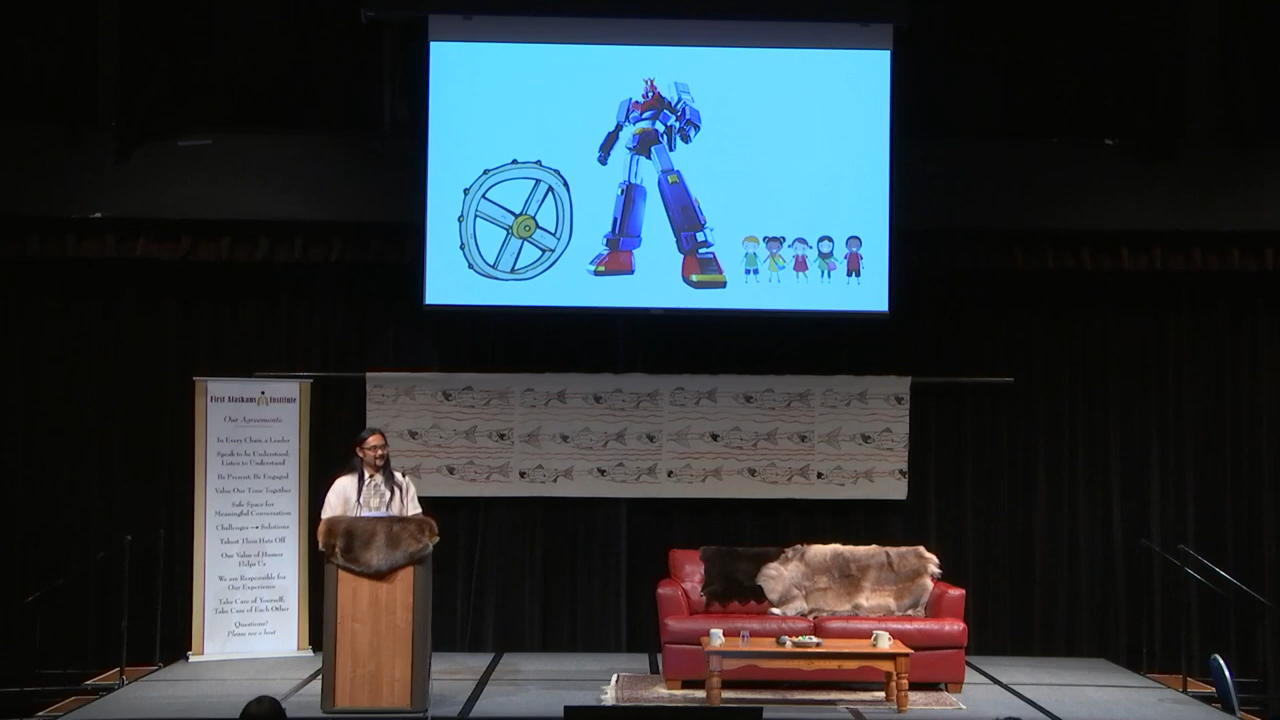 First Alaskans Institute
Our Agreements
In Every Chair, a Leader
Speak to be Understood;
Listen to Understand
Be Present; Be Engaged
Value Our Time Together
Safe Space for
Meaningful Conversation
Challenges → Solutions
Takest Thou Hats Off
Our Value of Humor
Helps Us
We are Responsible for
Our Experience
Take Care of Yourself;
Take Care of Each Other
Questions?
Please see a host